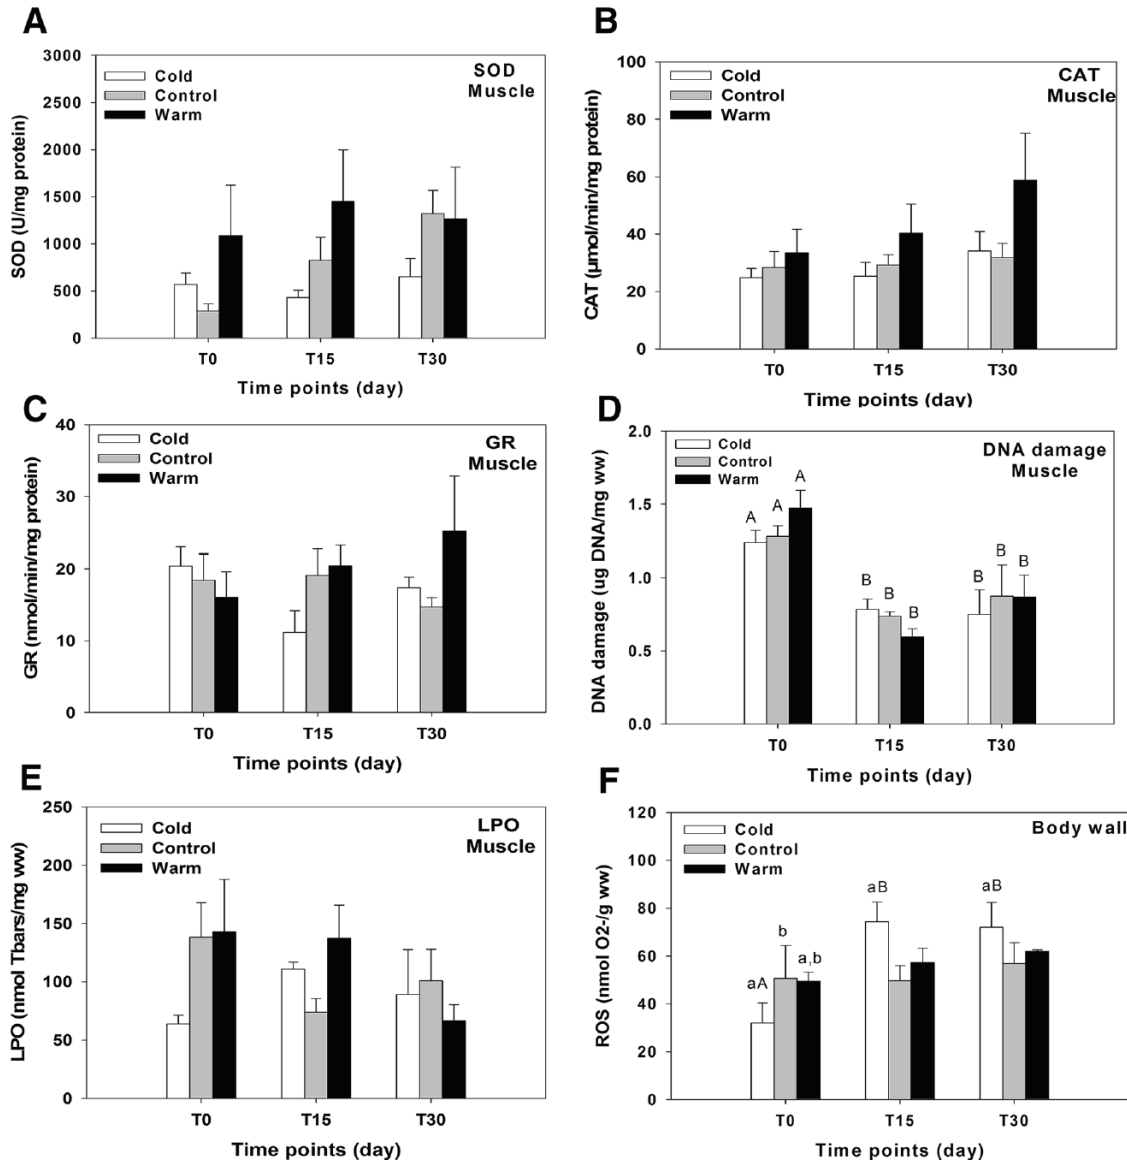 A
SOD (U/mg protein)
3000
2500
2000
1500
1000
500
0
Cold
Control
Warm
SOD
Muscle
T0 T15 T30
Time points (day)
B
CAT (µmol/min/mg protein)
100
80
60
40
20
0
Cold
Control
Warm
CAT
Muscle
T0 T15 T30
Time points (day)
C
GR (nmol/min/mg protein)
40
30
20
10
0
Cold
Control
Warm
GR
Muscle
T0 T15 T30
Time points (day)
D
DNA damage (ug DNA/mg ww)
2.0
1.5
1.0
0.5
0.0
Cold
Control
Warm
DNA damage
Muscle
A A A
B B B
B B B
T0 T15 T30
Time points (day)
E
LPO (nmol Tbars/mg ww)
250
200
150
100
50
0
Cold
Control
Warm
LPO
Muscle
T0 T15 T30
Time points (day)
F
ROS (nmol O2-/g ww)
120
100
80
60
40
20
0
Cold
Control
Warm
Body wall
aA b a,b
aB
aB
T0 T15 T30
Time points (day)